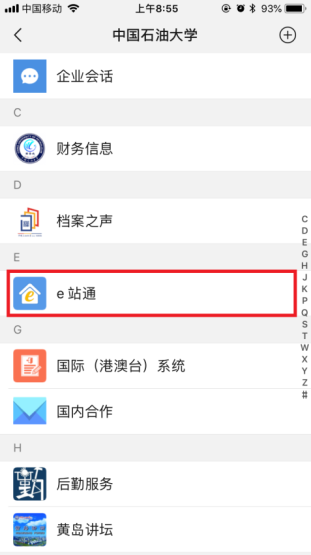 中国移动
上午8:55
93%
中国石油大学
企业会话
C
财务信息
D
档案之声
E
e 站通
G
国际（港澳台）系统
国内合作
H
后勤服务
黄岛讲坛
C
D
E
G
H
J
K
P
Q
S
T
W
X
Y
Z
#